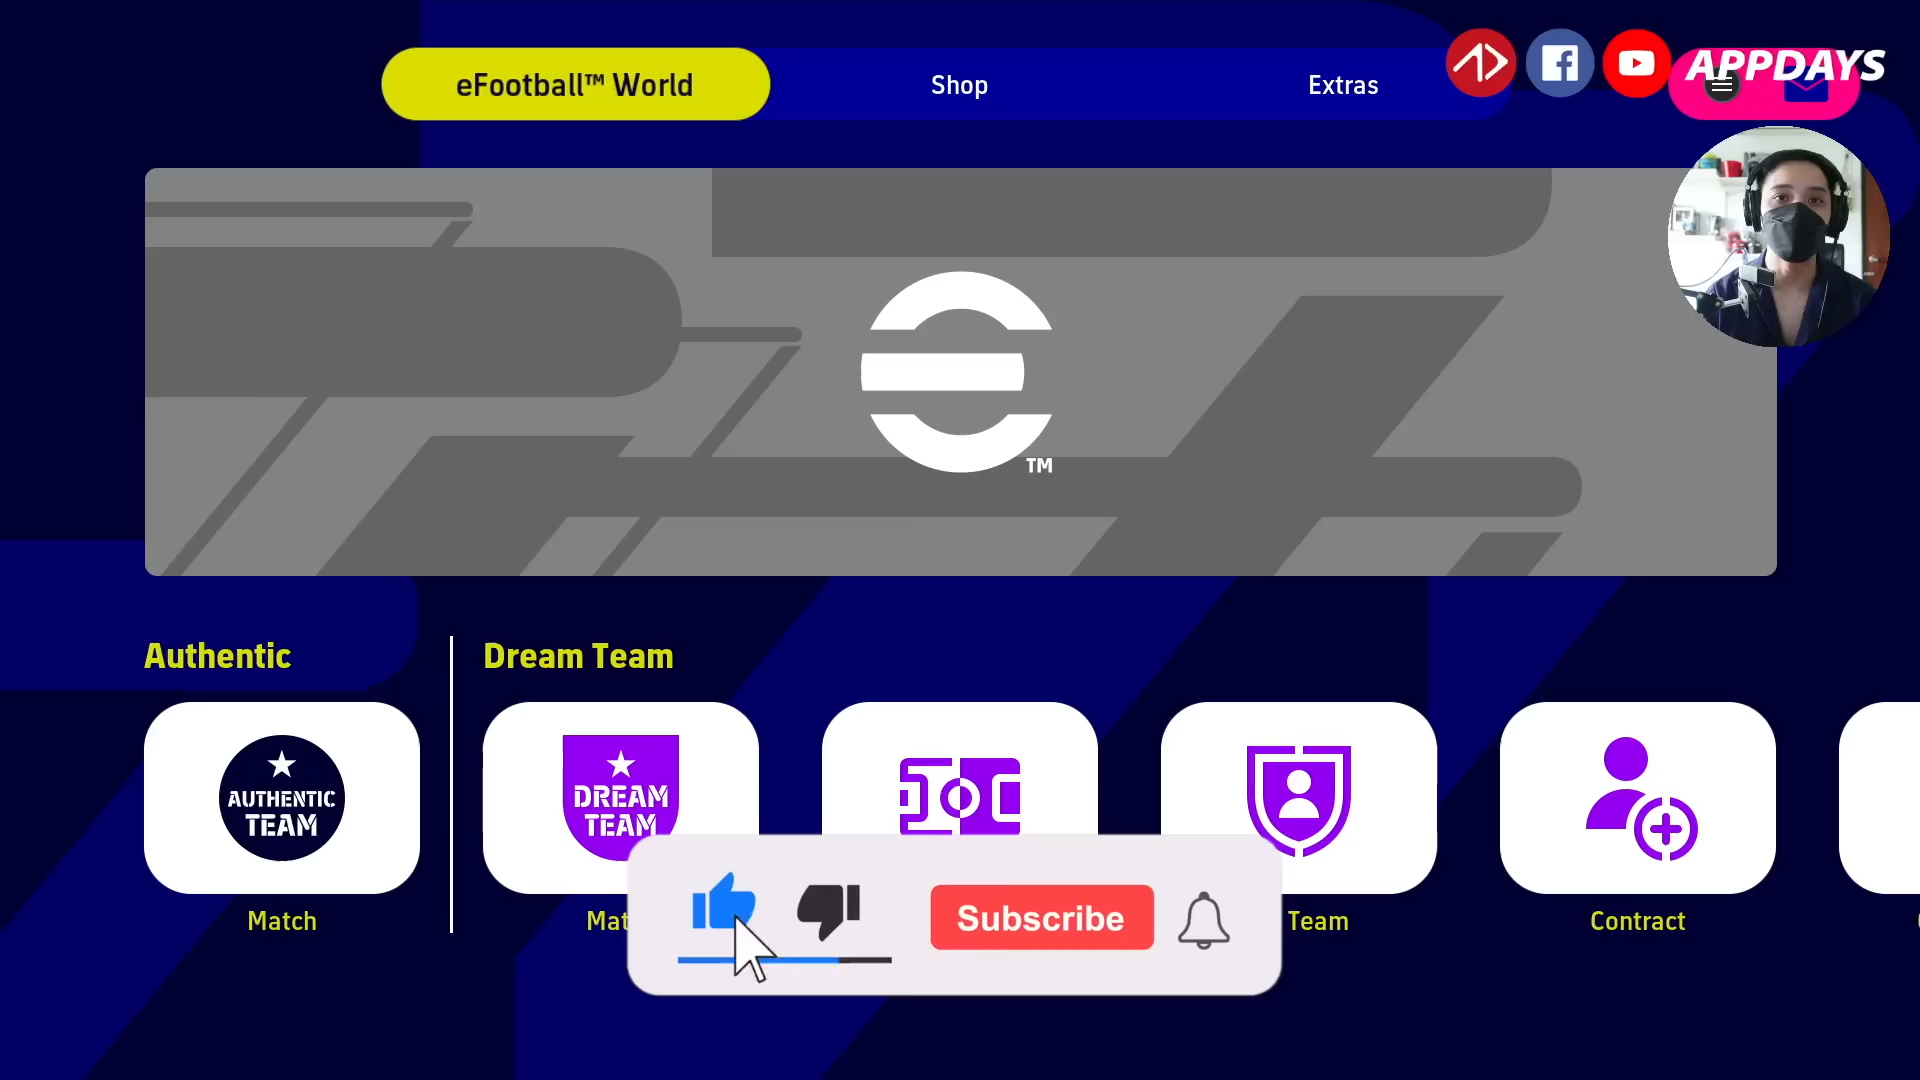 eFootball™ World
Shop
Extras
APPDAYS
TM
Authentic
Dream Team
AUTHENTIC
TEAM
DREAM
TEAM
Match
Team
Contract
Subscribe